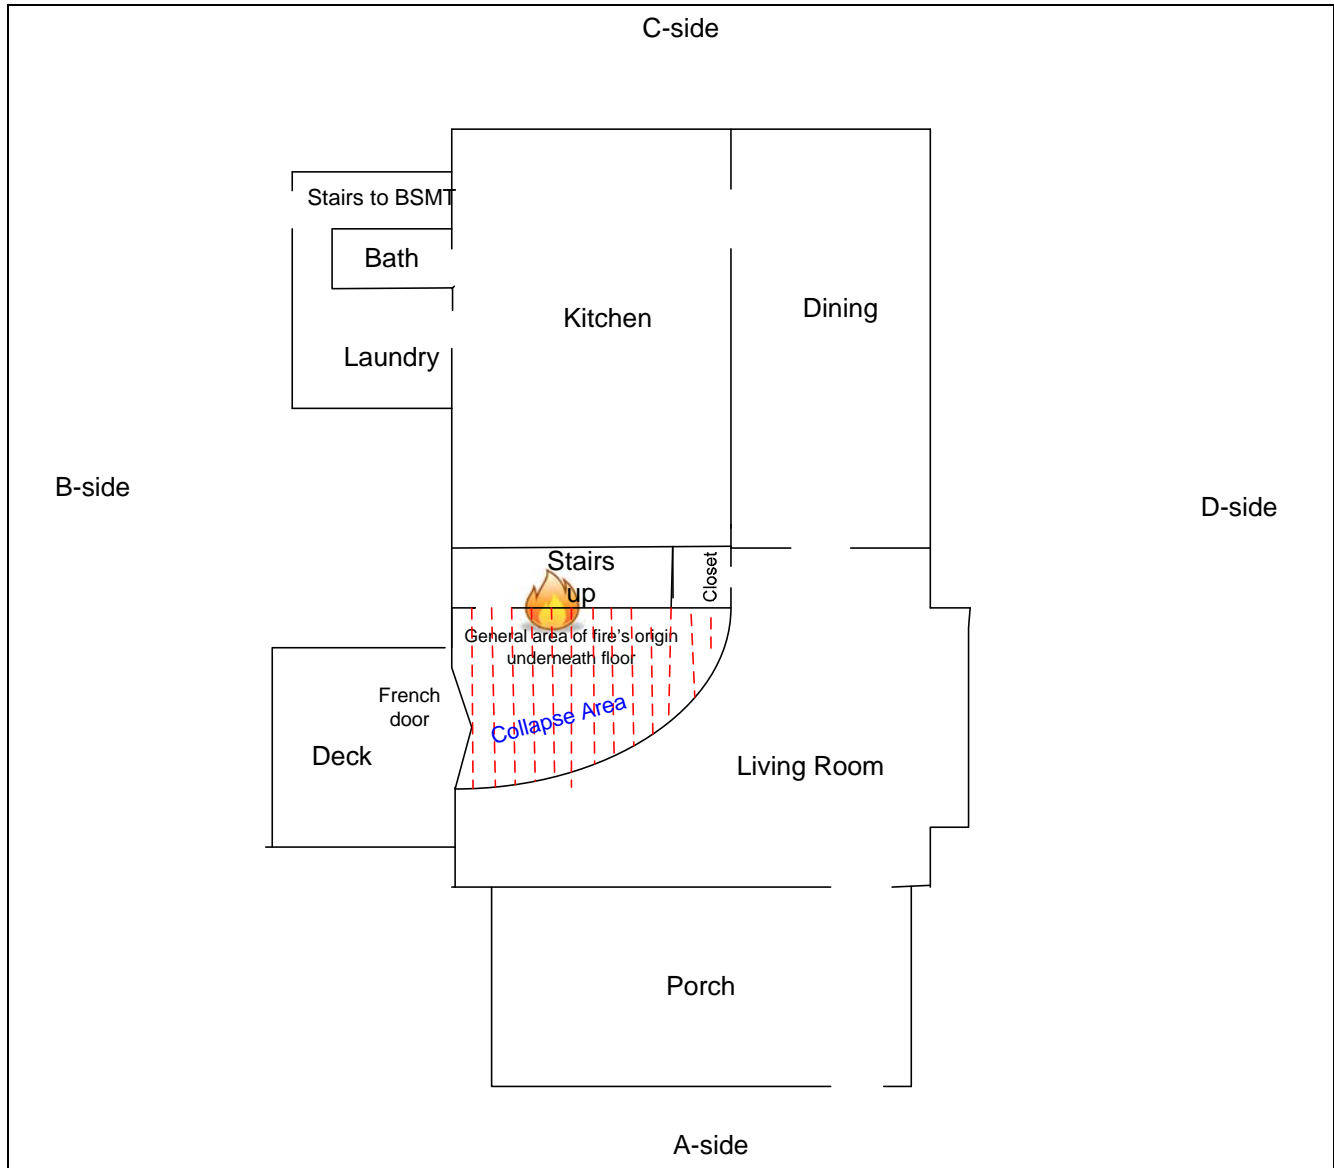 C-side
Stairs to BSMT
Bath
Kitchen
Dining
Laundry
B-side
D-side
Stairs
up
Closet
General area of fire's origin
underneath floor
French
door
Collapse Area
Deck
Living Room
Porch
A-side